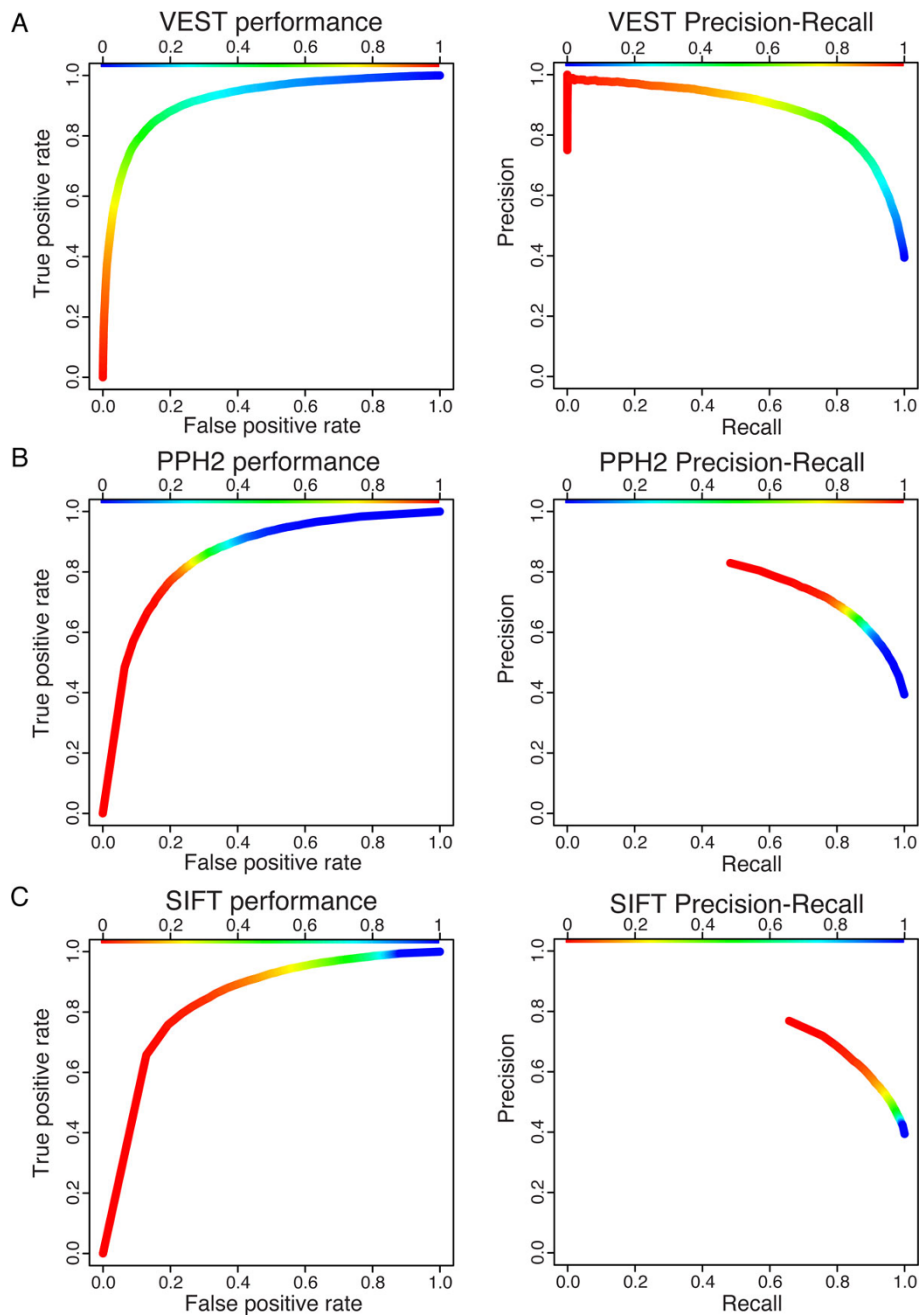 A
VEST performance
0 0.2 0.4 0.6 0.8 1
True positive rate
0.0 0.2 0.4 0.6 0.8 1.0
0.0 0.2 0.4 0.6 0.8 1.0
False positive rate
VEST Precision-Recall
0 0.2 0.4 0.6 0.8 1
Precision
0.0 0.2 0.4 0.6 0.8 1.0
0.0 0.2 0.4 0.6 0.8 1.0
Recall
B
PPH2 performance
0 0.2 0.4 0.6 0.8 1
True positive rate
0.0 0.2 0.4 0.6 0.8 1.0
0.0 0.2 0.4 0.6 0.8 1.0
False positive rate
PPH2 Precision-Recall
0 0.2 0.4 0.6 0.8 1
Precision
0.0 0.2 0.4 0.6 0.8 1.0
0.0 0.2 0.4 0.6 0.8 1.0
Recall
C
SIFT performance
0 0.2 0.4 0.6 0.8 1
True positive rate
0.0 0.2 0.4 0.6 0.8 1.0
0.0 0.2 0.4 0.6 0.8 1.0
False positive rate
SIFT Precision-Recall
0 0.2 0.4 0.6 0.8 1
Precision
0.0 0.2 0.4 0.6 0.8 1.0
0.0 0.2 0.4 0.6 0.8 1.0
Recall